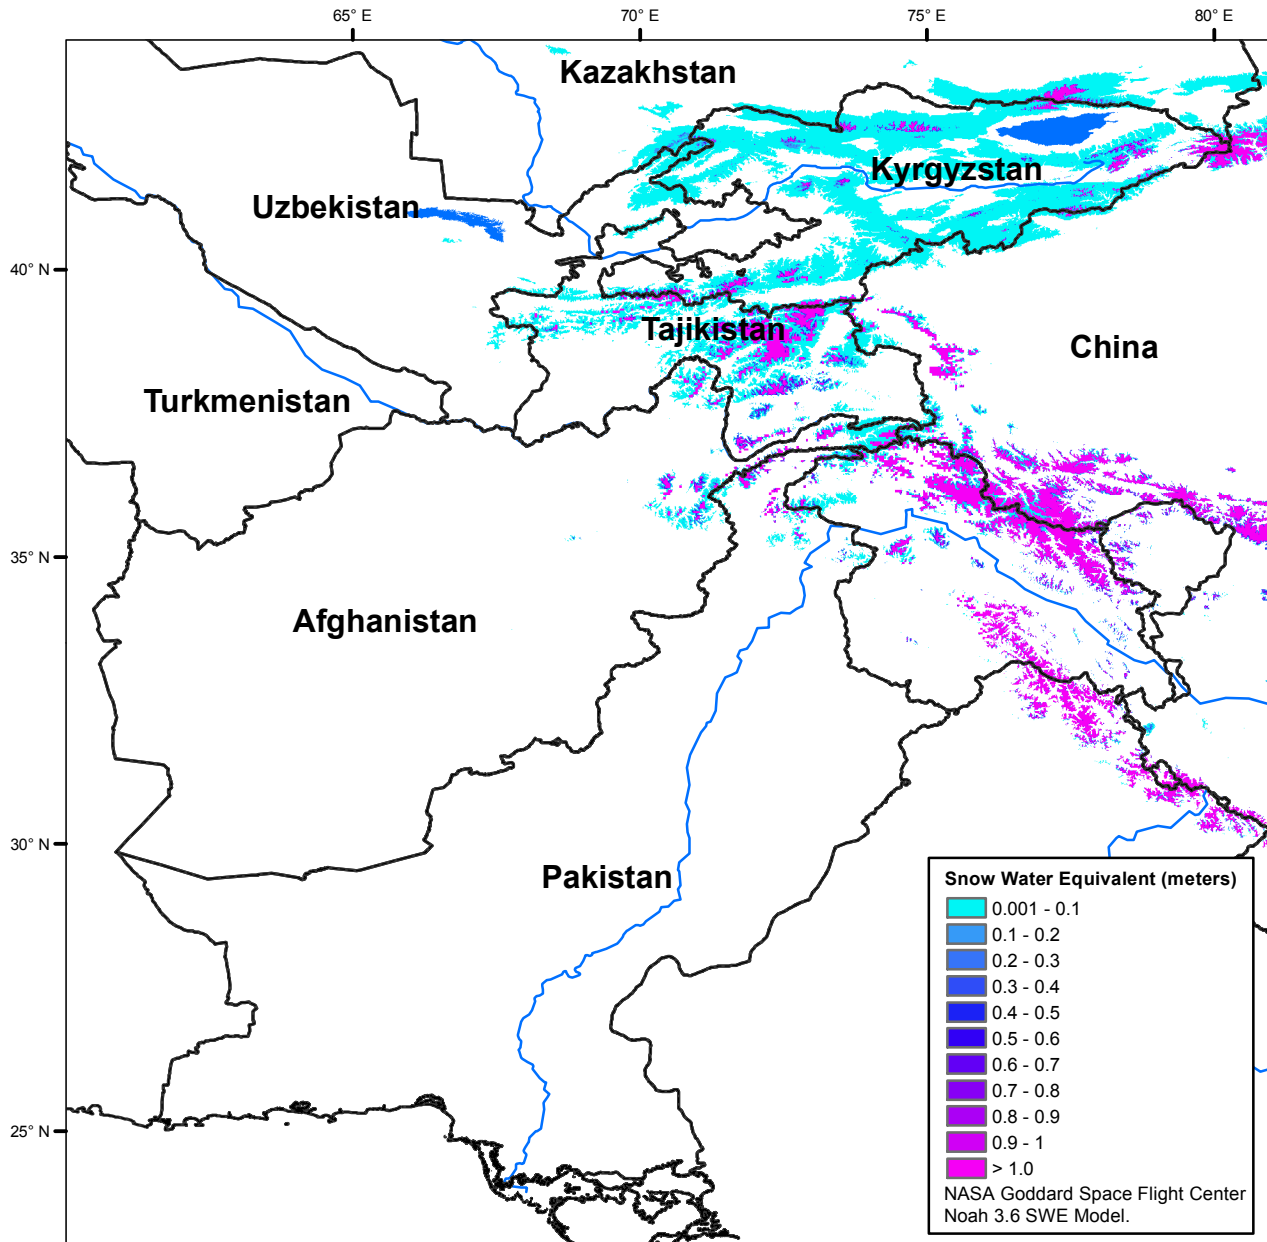 65° E
70° E
75° E
80° E
Kazakhstan
Kyrgyzstan
Uzbekistan
40° N
Tajikistan
China
Turkmenistan
35° N
Afghanistan
30° N
Pakistan
25° N
Snow Water Equivalent (meters)
0.001 - 0.1
0.1 - 0.2
0.2 - 0.3
0.3 - 0.4
0.4 - 0.5
0.5 - 0.6
0.6 - 0.7
0.7 - 0.8
0.8 - 0.9
0.9 - 1
> 1.0
NASA Goddard Space Flight Center
Noah 3.6 SWE Model.